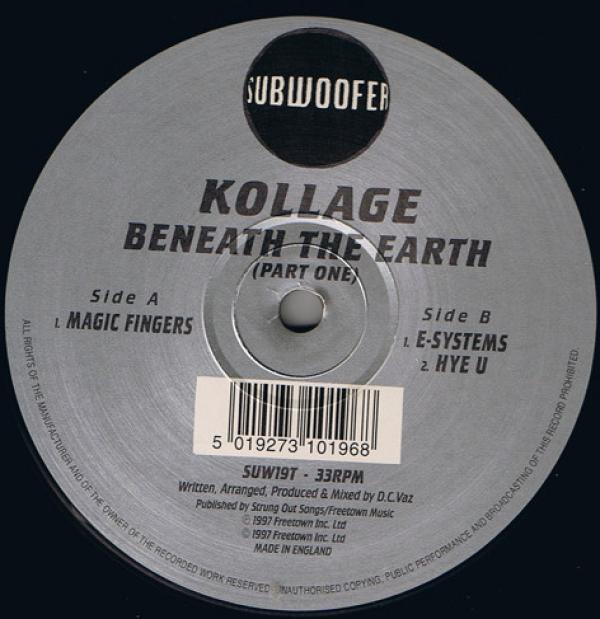 SUBWOOFER
KOLLAGE
BENEATH THE EARTH
(PART ONE)
Side A
1. MAGIC FINGERS
Side B
1. E-SYSTEMS
2. HYE U
5 019273 101968
SUW19T - 33RPM
Written, Arranged, Produced & Mixed by D.C.Vaz
Published by Strung Out Songs/Freetown Music
℗ 1997 Freetown Inc. Ltd
© 1997 Freetown Inc. Ltd
MADE IN ENGLAND
ALL RIGHTS OF THE MANUFACTURER AND OF THE OWNER OF THE RECORDED WORK RESERVED UNAUTHORISED COPYING, PUBLIC PERFORMANCE AND BROADCASTING OF THIS RECORD PROHIBITED.